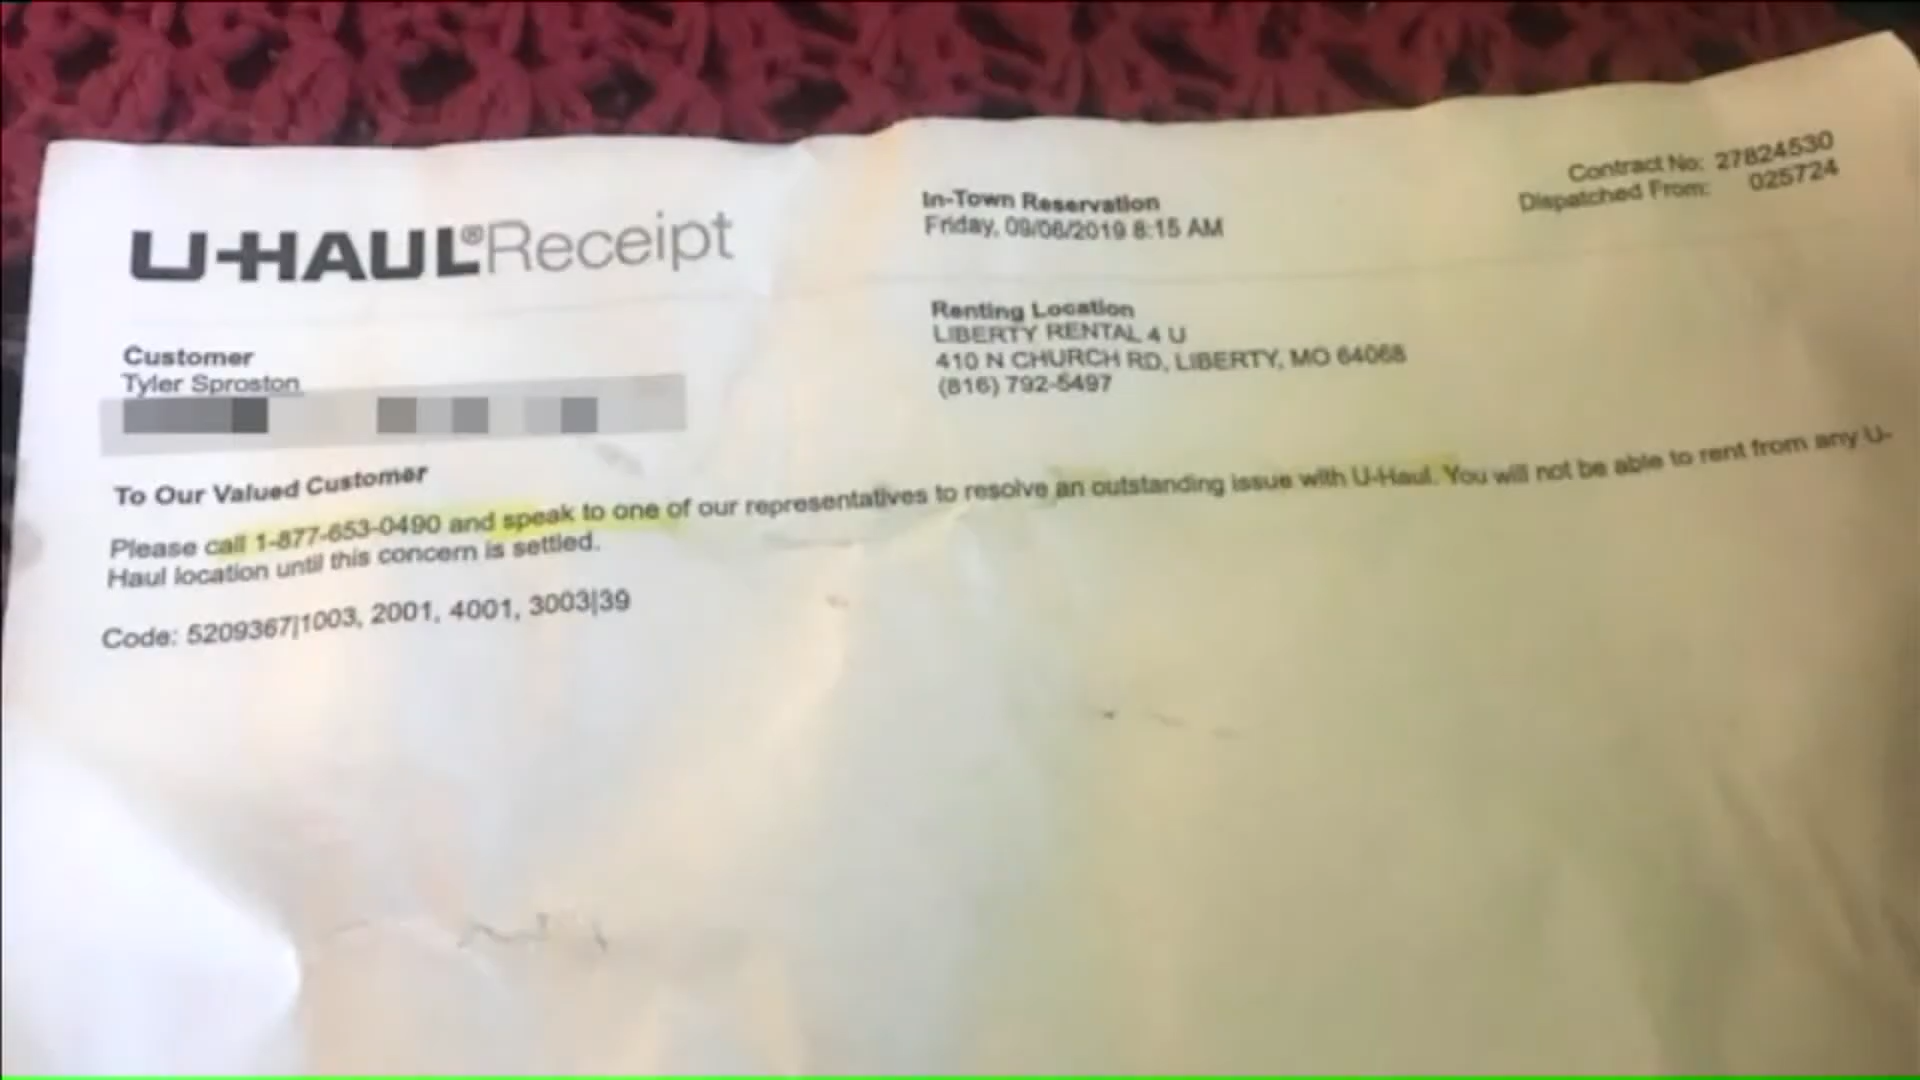 U-HAUL® Receipt
In-Town Reservation
Friday, 09/06/2019 8:15 AM
Contract No: 27824530
Dispatched From: 025724
Customer
Tyler Sproston
Renting Location
LIBERTY RENTAL 4 U
410 N CHURCH RD, LIBERTY, MO 64068
(816) 792-5497
To Our Valued Customer
Please call 1-877-653-0490 and speak to one of our representatives to resolve an outstanding issue with U-Haul. You will not be able to rent from any U-
Haul location until this concern is settled.
Code: 5209367|1003, 2001, 4001, 3003|39